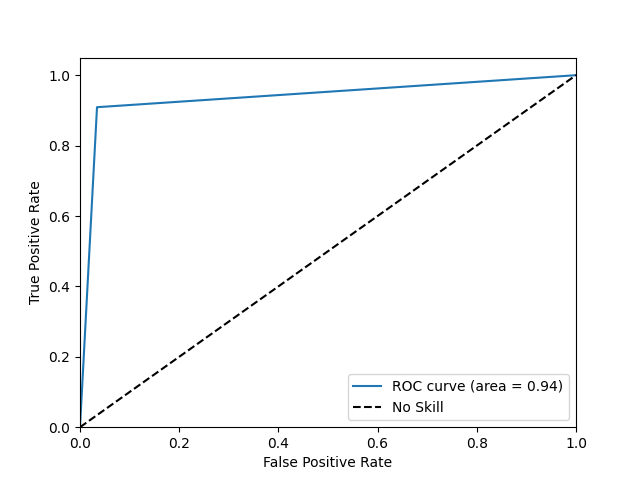 1.0
0.8
0.6
0.4
0.2
0.0
True Positive Rate
0.0 0.2 0.4 0.6 0.8 1.0
False Positive Rate
ROC curve (area = 0.94)
No Skill